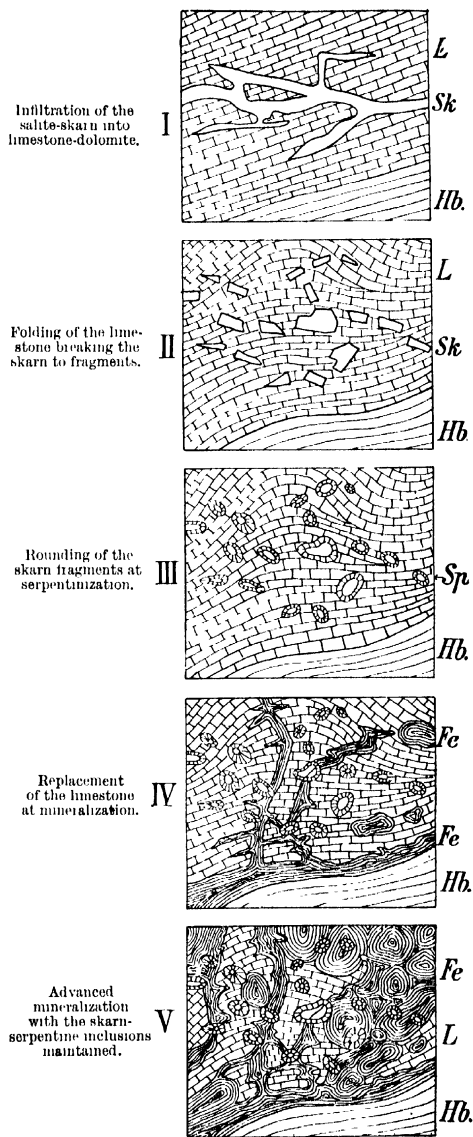 Infiltration of the
salite-skarn into
limestone-dolomite.
I
L
Sk
Hb.
Folding of the lime-
stone breaking the
skarn to fragments.
II
L
Sk
Hb.
Rounding of the
skarn fragments at
serpentinization.
III
Sp
Hb.
Replacement
of the limestone
at mineralization.
IV
Fe
Fe
Hb.
Advanced
mineralization
with the skarn-
serpentine inclusions
maintained.
V
Fe
L
Hb.